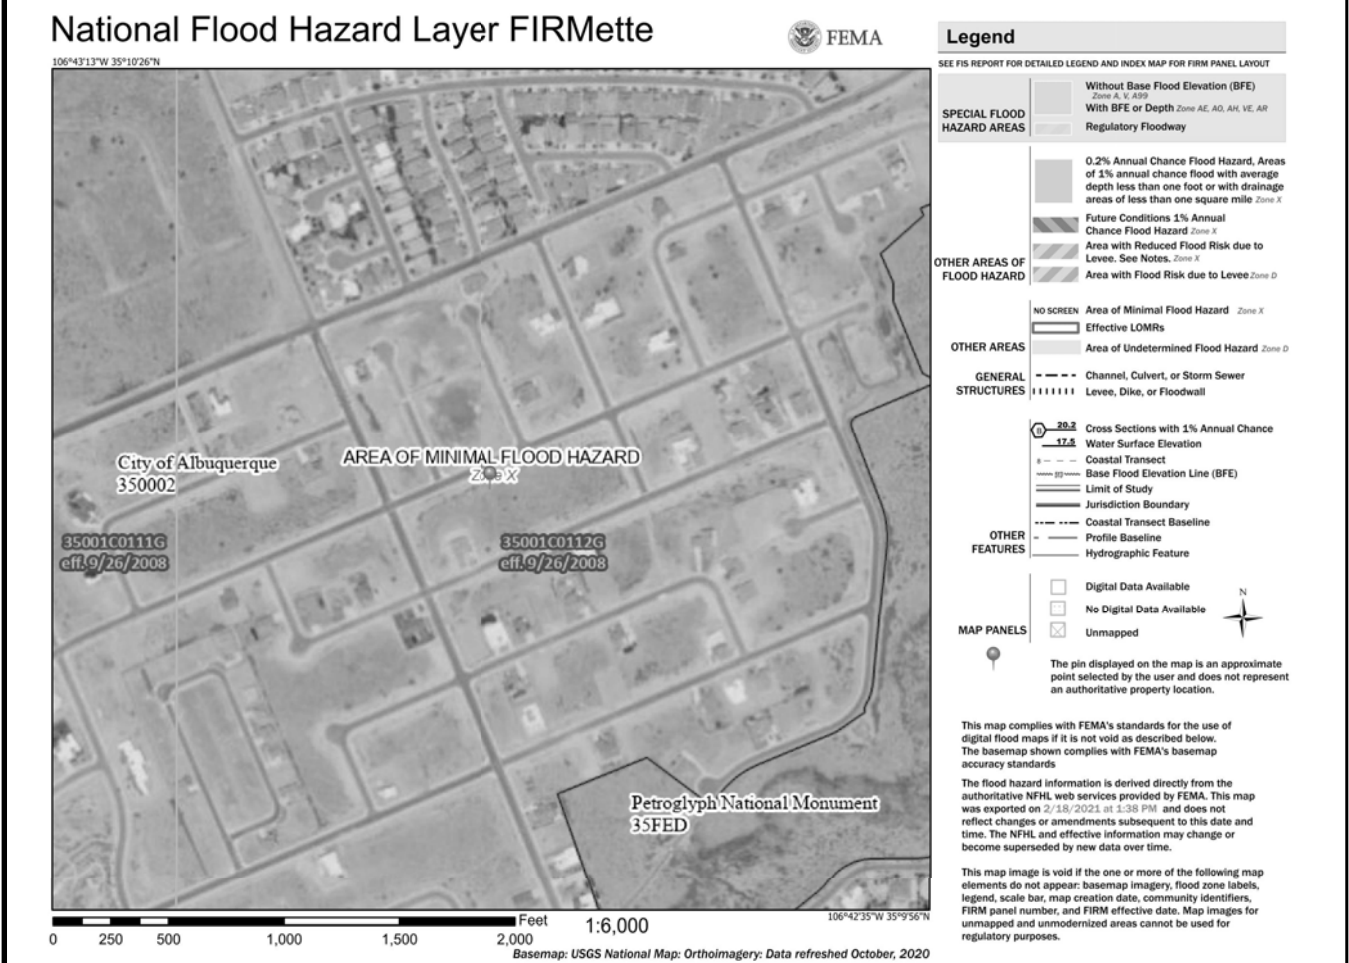 National Flood Hazard Layer FIRMette
FEMA
106°43'13"W 35°10'26"N
City of Albuquerque
350002
AREA OF MINIMAL FLOOD HAZARD
Zone X
35001C0111G
eff. 9/26/2008
35001C0112G
eff. 9/26/2008
Petroglyph National Monument
35FED
106°42'35"W 35°9'56"N
Feet
1:6,000
0 250 500 1,000 1,500 2,000
Basemap: USGS National Map: Orthoimagery: Data refreshed October, 2020
Legend
SEE FIS REPORT FOR DETAILED LEGEND AND INDEX MAP FOR FIRM PANEL LAYOUT
SPECIAL FLOOD
HAZARD AREAS
Without Base Flood Elevation (BFE)
Zone A, V, A99
With BFE or Depth Zone AE, AO, AH, VE, AR
Regulatory Floodway
OTHER AREAS OF
FLOOD HAZARD
0.2% Annual Chance Flood Hazard, Areas
of 1% annual chance flood with average
depth less than one foot or with drainage
areas of less than one square mile Zone X
Future Conditions 1% Annual
Chance Flood Hazard Zone X
Area with Reduced Flood Risk due to
Levee. See Notes. Zone X
Area with Flood Risk due to Levee Zone D
OTHER AREAS
NO SCREEN Area of Minimal Flood Hazard Zone X
Effective LOMRs
Area of Undetermined Flood Hazard Zone D
GENERAL
STRUCTURES
Channel, Culvert, or Storm Sewer
Levee, Dike, or Floodwall
OTHER
FEATURES
B 20.2 Cross Sections with 1% Annual Chance
17.5 Water Surface Elevation
8 Coastal Transect
513 Base Flood Elevation Line (BFE)
Limit of Study
Jurisdiction Boundary
Coastal Transect Baseline
Profile Baseline
Hydrographic Feature
MAP PANELS
Digital Data Available
No Digital Data Available
Unmapped
N
The pin displayed on the map is an approximate
point selected by the user and does not represent
an authoritative property location.
This map complies with FEMA's standards for the use of
digital flood maps if it is not void as described below.
The basemap shown complies with FEMA's basemap
accuracy standards
The flood hazard information is derived directly from the
authoritative NFHL web services provided by FEMA. This map
was exported on 2/18/2021 at 1:38 PM and does not
reflect changes or amendments subsequent to this date and
time. The NFHL and effective information may change or
become superseded by new data over time.
This map image is void if the one or more of the following map
elements do not appear: basemap imagery, flood zone labels,
legend, scale bar, map creation date, community identifiers,
FIRM panel number, and FIRM effective date. Map images for
unmapped and unmodernized areas cannot be used for
regulatory purposes.